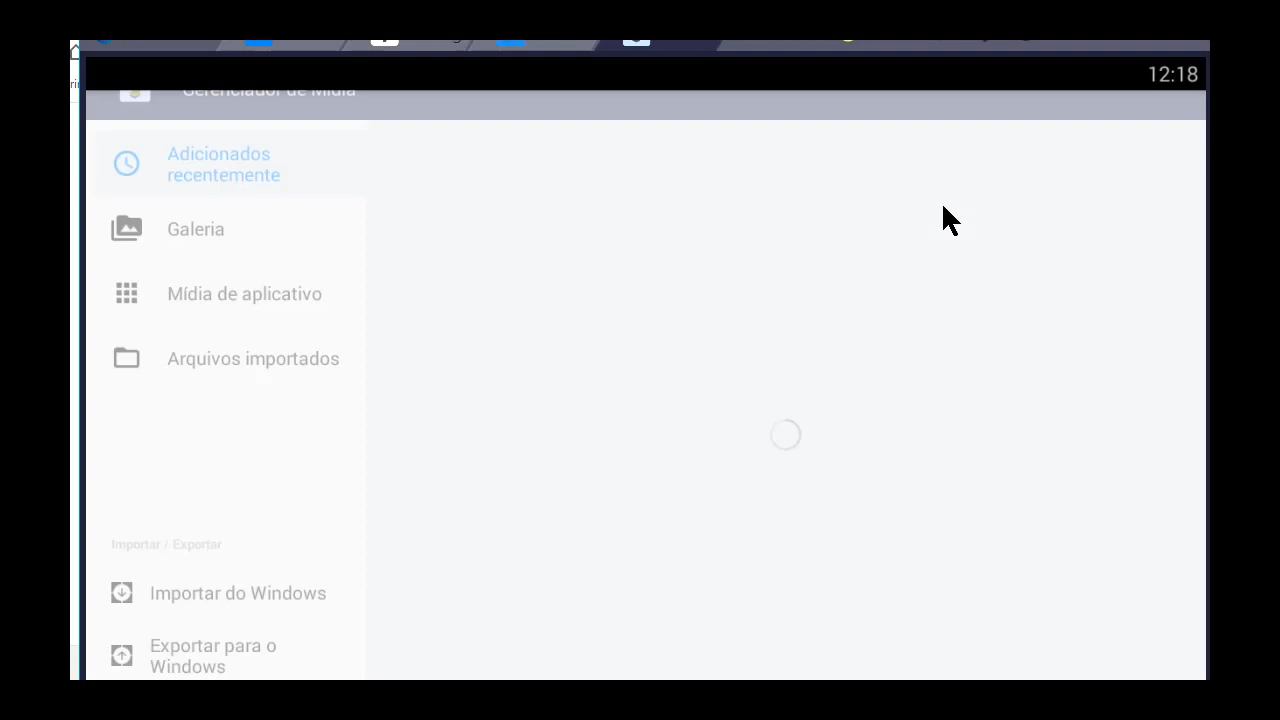 12:18
Gerenciador de Mídia
Adicionados
recentemente
Galeria
Mídia de aplicativo
Arquivos importados
Importar / Exportar
Importar do Windows
Exportar para o
Windows